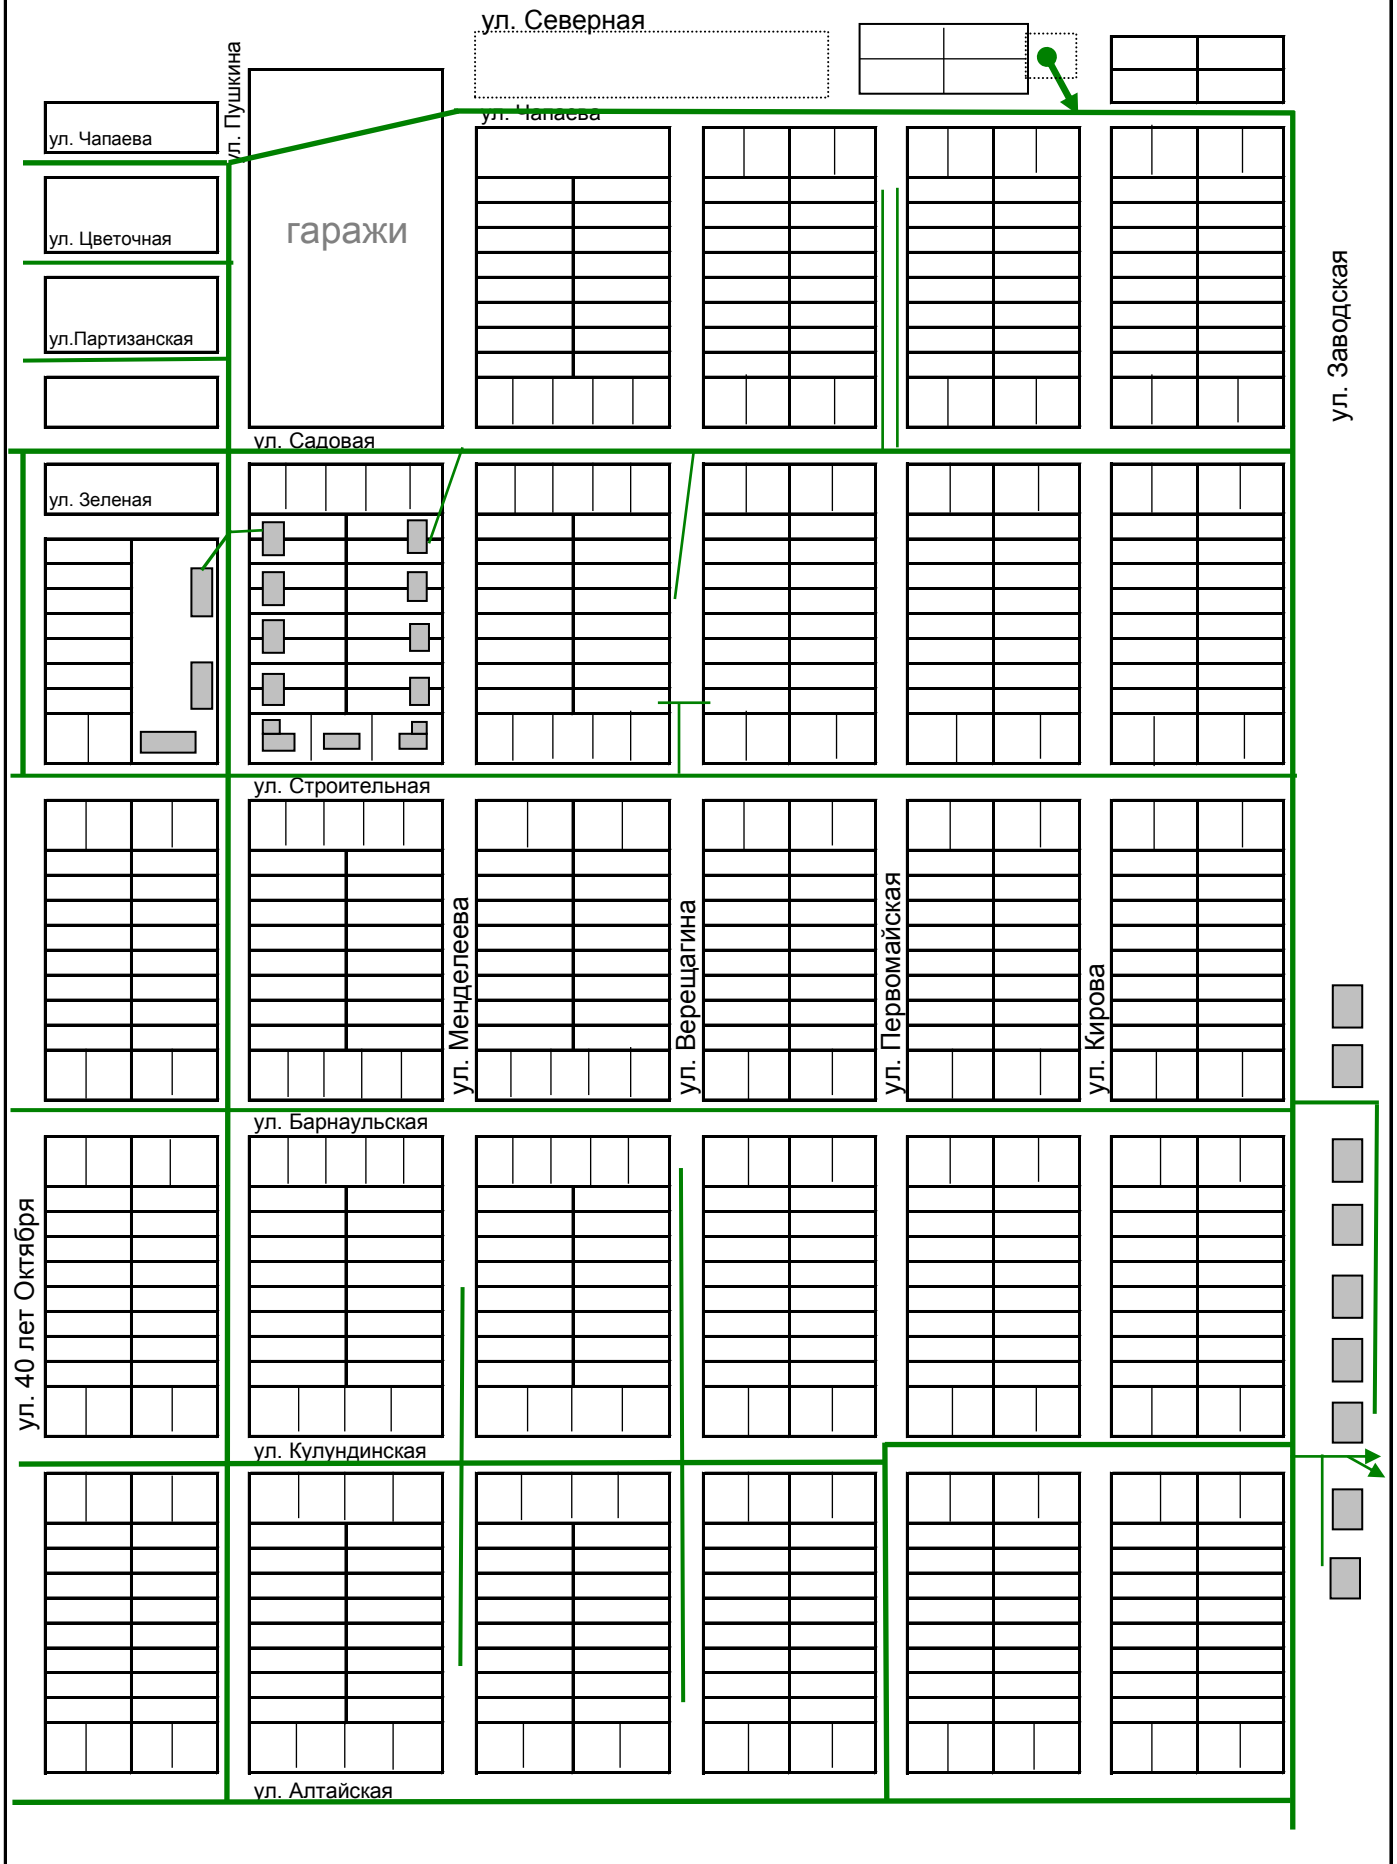 ул. Северная
ул. Пушкина
ул. Чапаева
ул. Чапаева
ул. Цветочная
гаражи
ул.Партизанская
ул. Заводская
ул. Садовая
ул. Зеленая
ул. Строительная
ул. Менделеева
ул. Верещагина
ул. Первомайская
ул. Кирова
ул. Барнаульская
ул. 40 лет Октября
ул. Кулундинская
ул. Алтайская